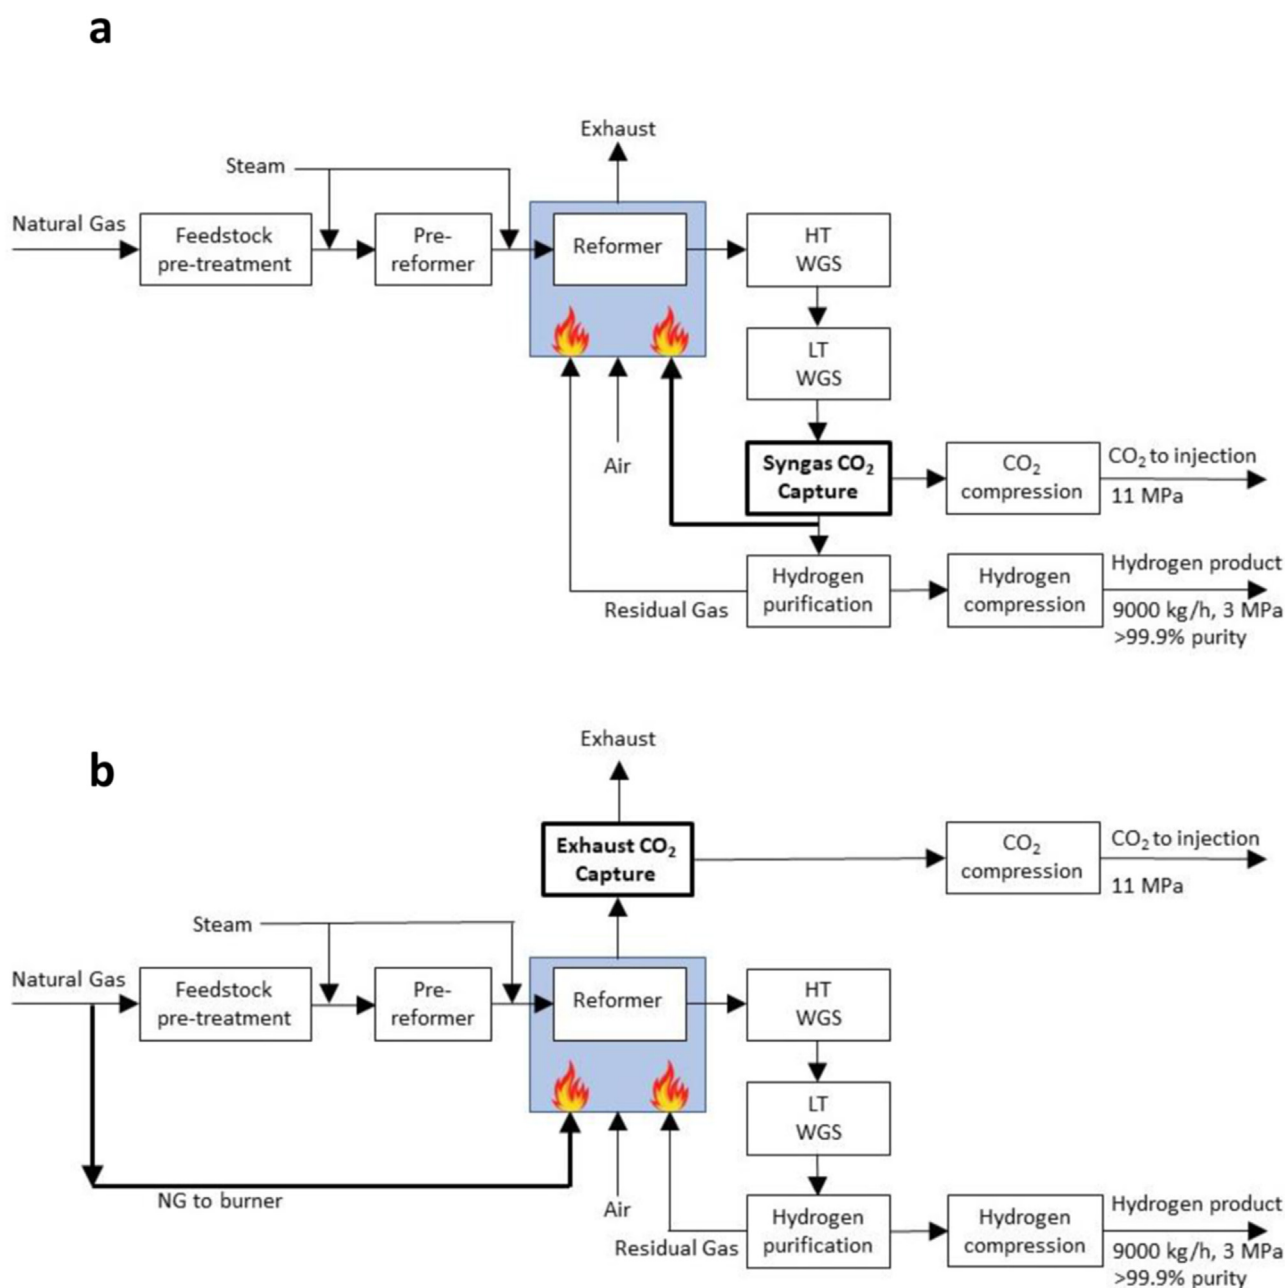 a
Exhaust
Steam
Natural Gas
Feedstock
pre-treatment
Pre-
reformer
Reformer
HT
WGS
LT
WGS
Air
Syngas CO₂
Capture
CO₂
compression
CO₂ to injection
11 MPa
Hydrogen
purification
Residual Gas
Hydrogen
compression
Hydrogen product
9000 kg/h, 3 MPa
>99.9% purity
b
Exhaust
Exhaust CO₂
Capture
CO₂
compression
CO₂ to injection
11 MPa
Steam
Natural Gas
Feedstock
pre-treatment
Pre-
reformer
Reformer
HT
WGS
LT
WGS
NG to burner
Air
Residual Gas
Hydrogen
purification
Hydrogen
compression
Hydrogen product
9000 kg/h, 3 MPa
>99.9% purity